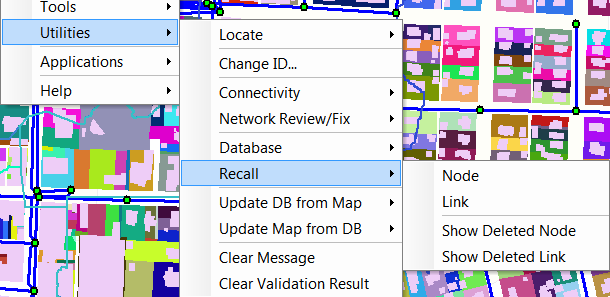 Tools
Utilities
Applications
Help
Locate
Change ID...
Connectivity
Network Review/Fix
Database
Recall
Update DB from Map
Update Map from DB
Clear Message
Clear Validation Result
Node
Link
Show Deleted Node
Show Deleted Link